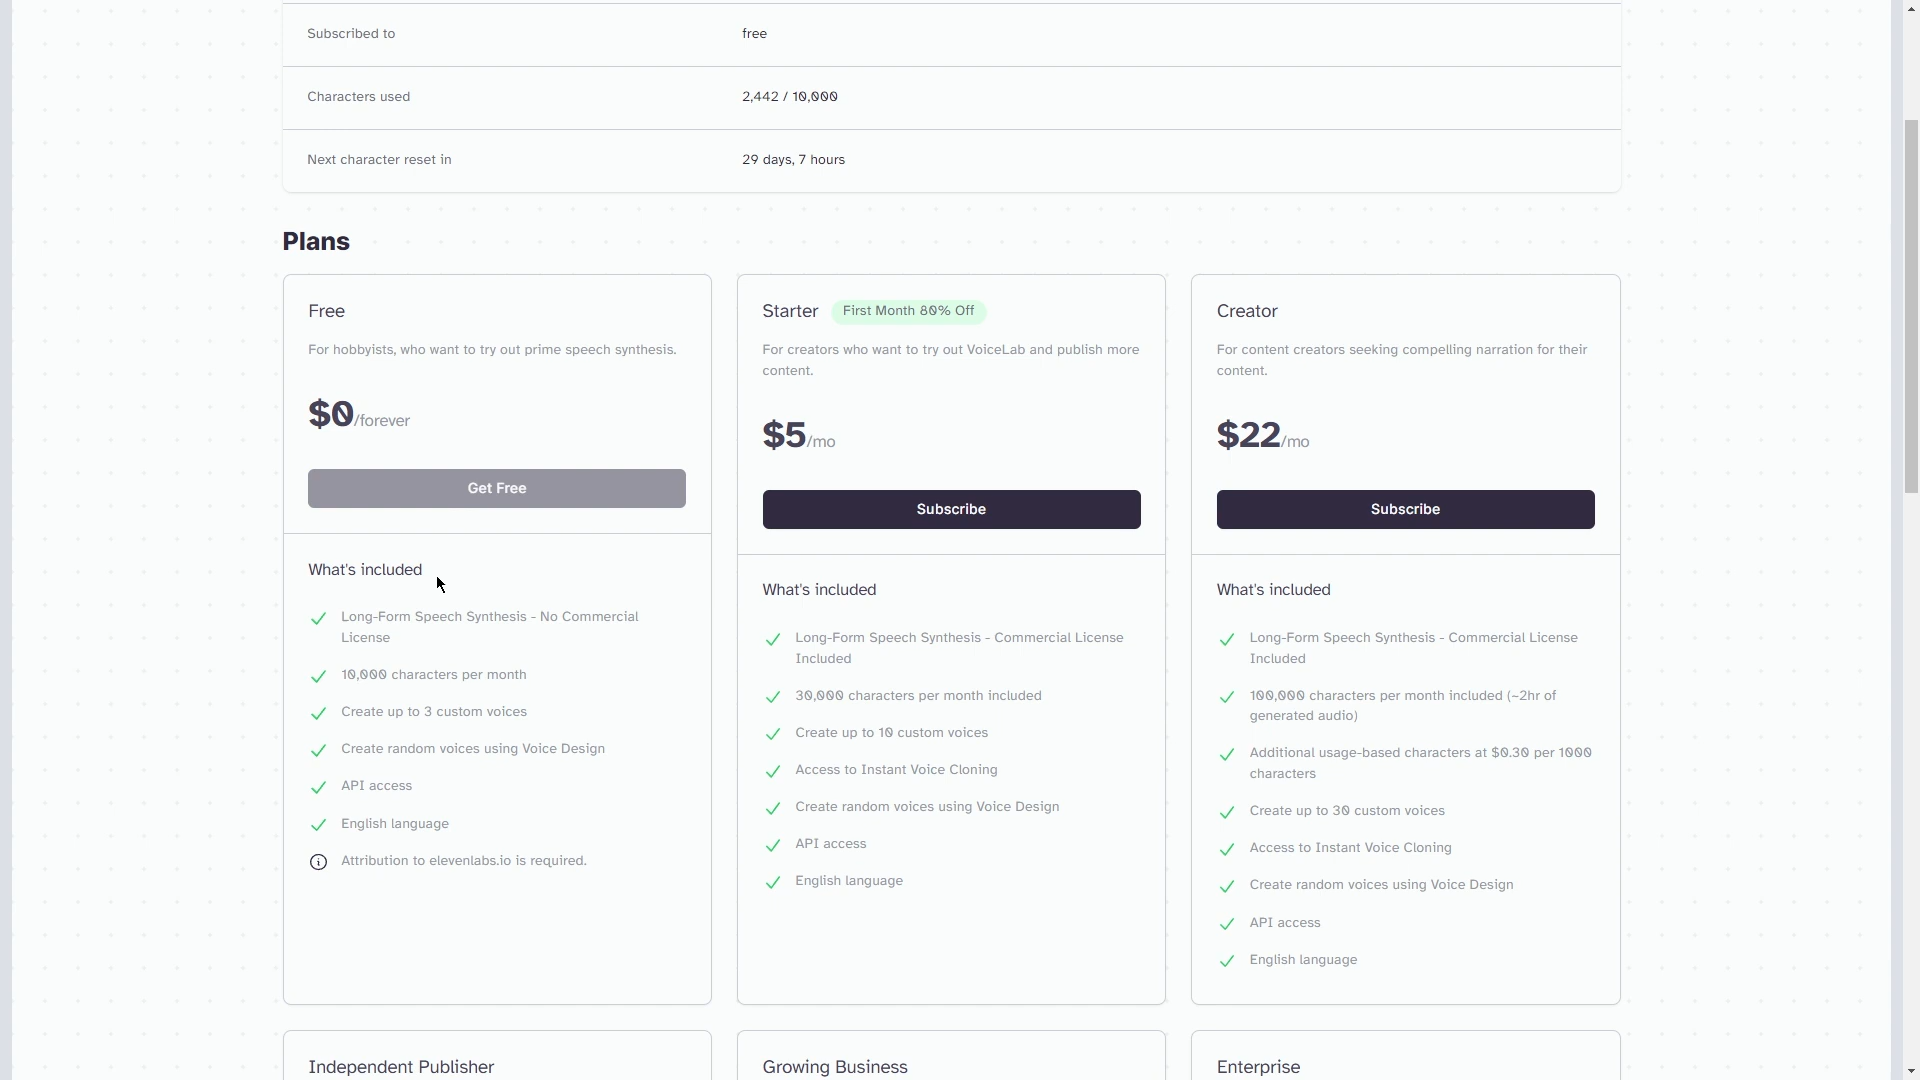 Subscribed to free
Characters used 2,442 / 10,000
Next character reset in 29 days, 7 hours
Plans
Free
For hobbyists, who want to try out prime speech synthesis.
$0/forever
Get Free
What's included
Long-Form Speech Synthesis - No Commercial
License
10,000 characters per month
Create up to 3 custom voices
Create random voices using Voice Design
API access
English language
Attribution to elevenlabs.io is required.
Starter First Month 80% Off
For creators who want to try out VoiceLab and publish more
content.
$5/mo
Subscribe
What's included
Long-Form Speech Synthesis - Commercial License
Included
30,000 characters per month included
Create up to 10 custom voices
Access to Instant Voice Cloning
Create random voices using Voice Design
API access
English language
Creator
For content creators seeking compelling narration for their
content.
$22/mo
Subscribe
What's included
Long-Form Speech Synthesis - Commercial License
Included
100,000 characters per month included (~2hr of
generated audio)
Additional usage-based characters at $0.30 per 1000
characters
Create up to 30 custom voices
Access to Instant Voice Cloning
Create random voices using Voice Design
API access
English language
Independent Publisher
Growing Business
Enterprise